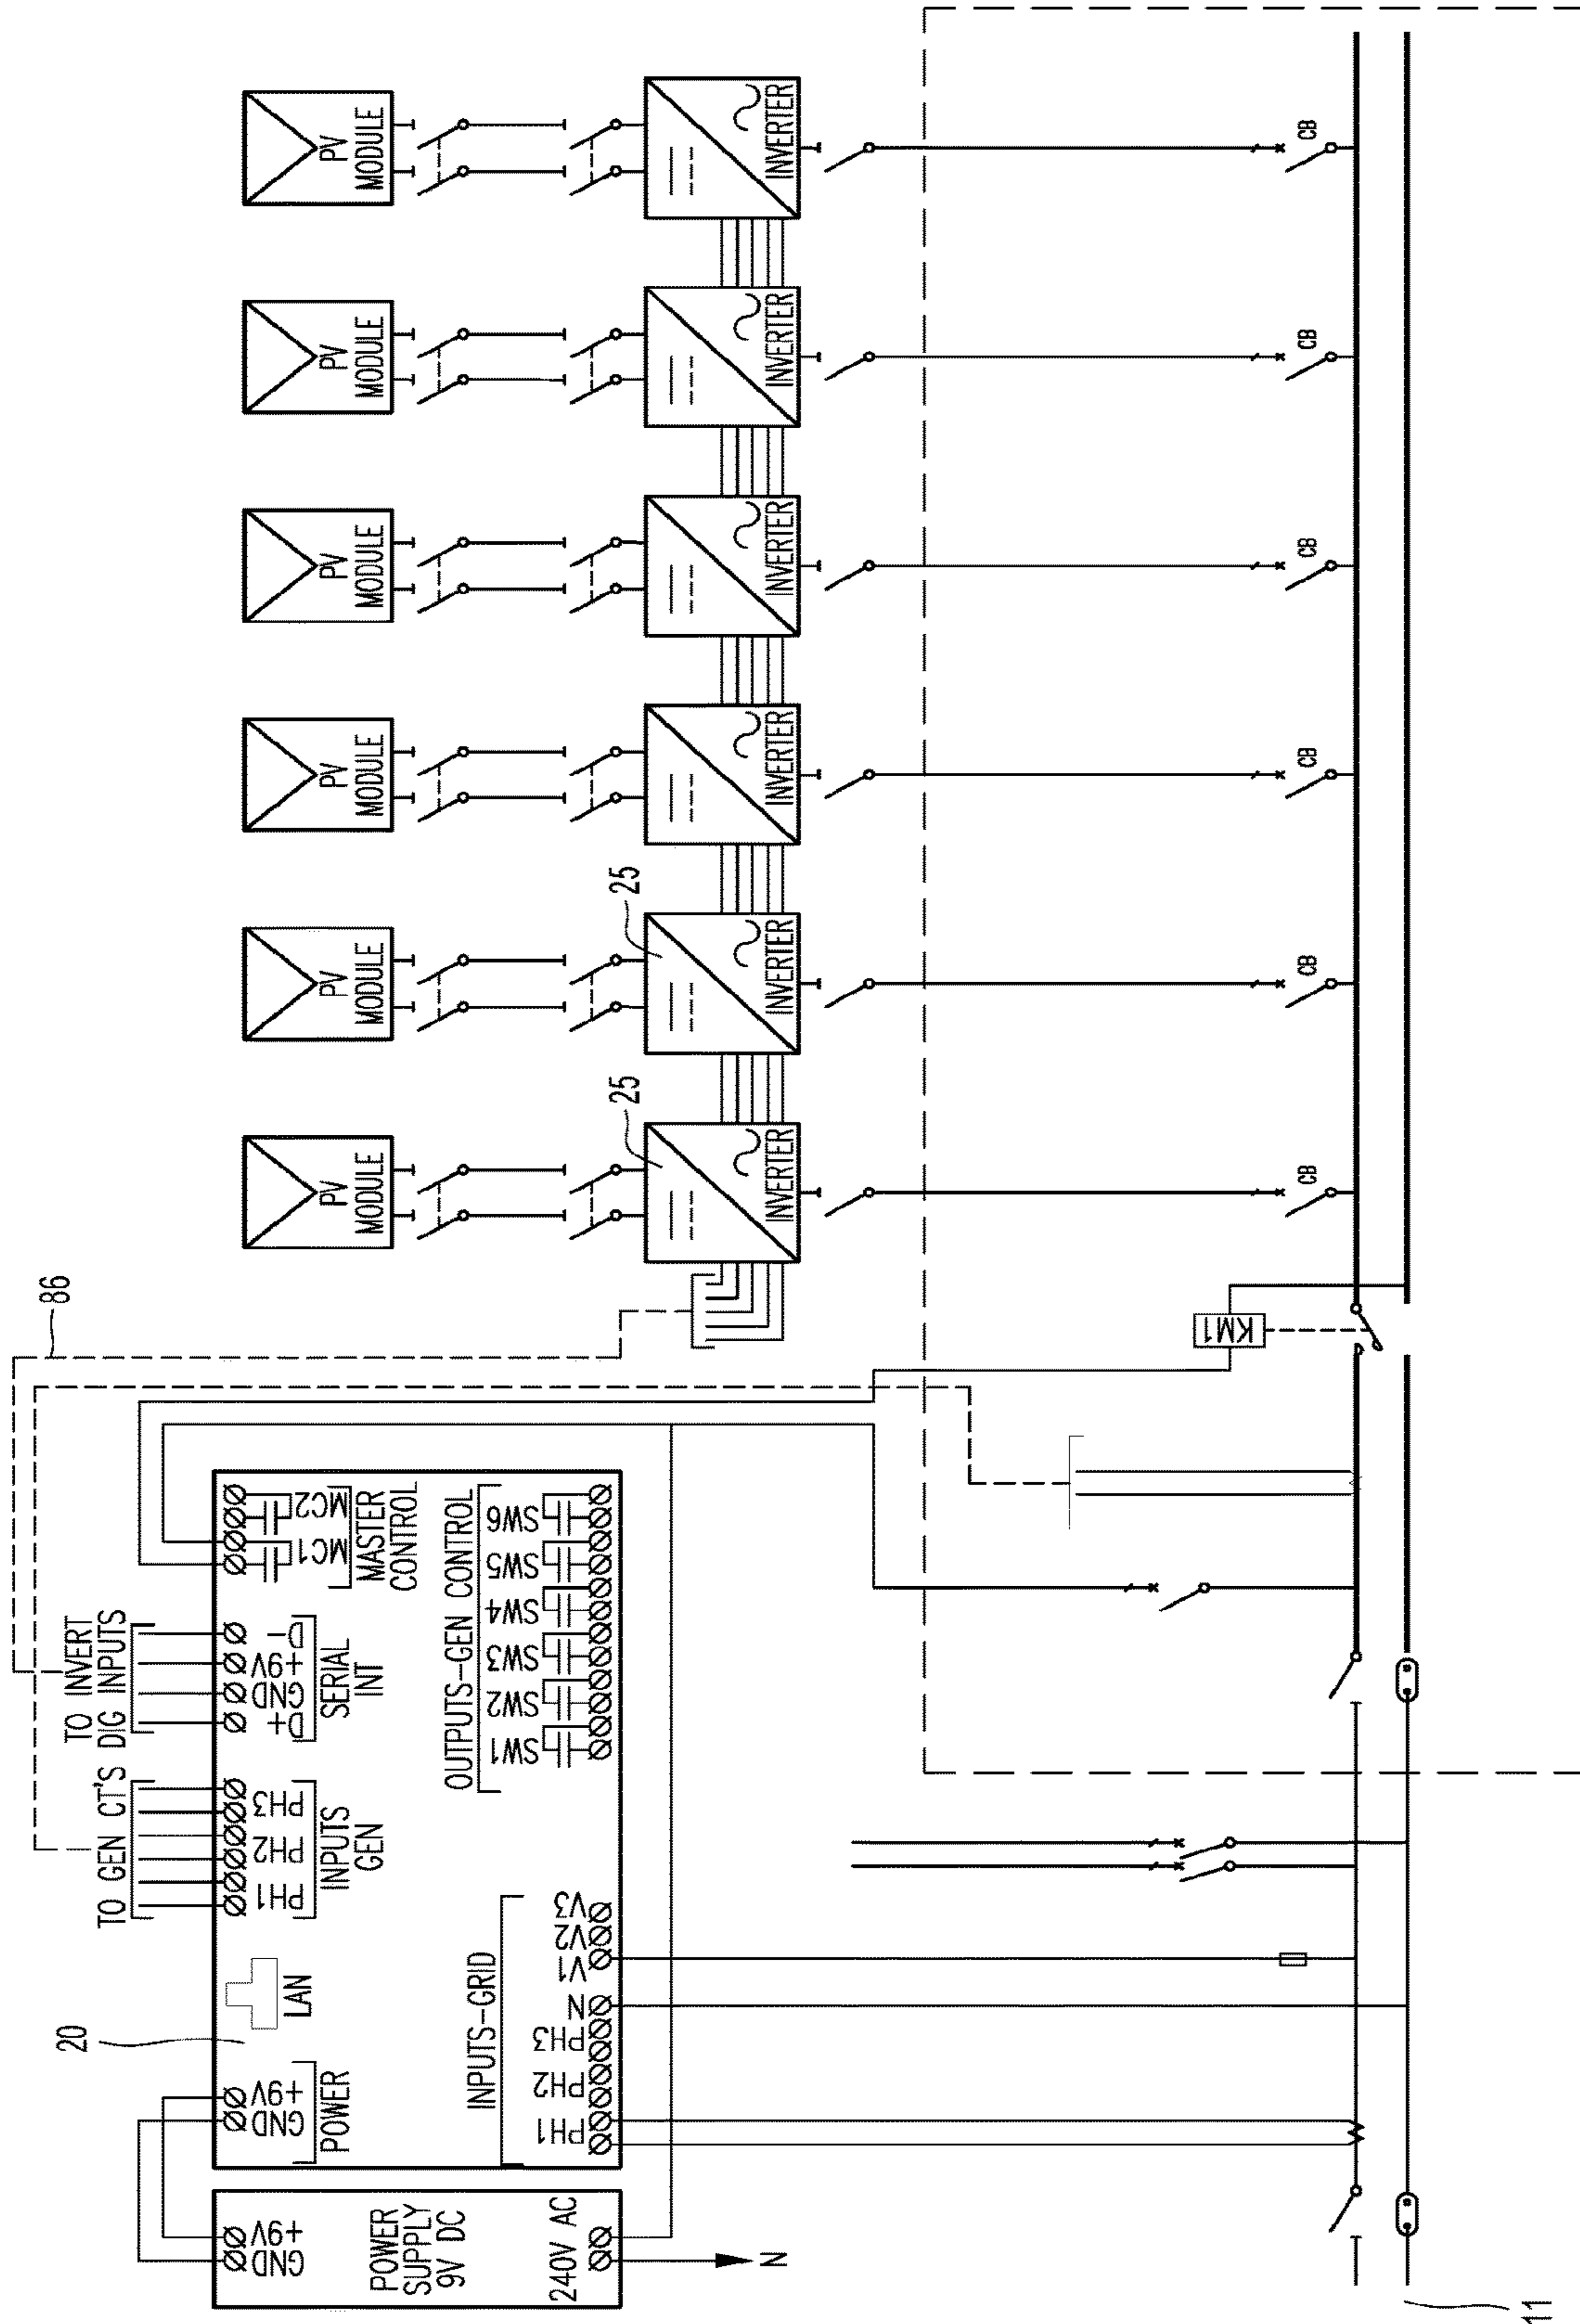 PV
MODULE
PV
MODULE
PV
MODULE
PV
MODULE
PV
MODULE
PV
MODULE
INVERTER
INVERTER
INVERTER
INVERTER
INVERTER
INVERTER
25
25
CB
CB
CB
CB
CB
CB
86
KM1
TO GEN CT'S
TO INVERT
DIG INPUTS
20
GND
+9V
POWER
LAN
PH1
PH2
PH3
INPUTS
GEN
D+
GND
+9V
D-
SERIAL
INT
MC1
MC2
MASTER
CONTROL
INPUTS-GRID
PH1
PH2
PH3
N
V1
V2
V3
OUTPUTS-GEN CONTROL
SW1
SW2
SW3
SW4
SW5
SW6
GND
+9V
POWER
SUPPLY
9V DC
240V AC
N
11